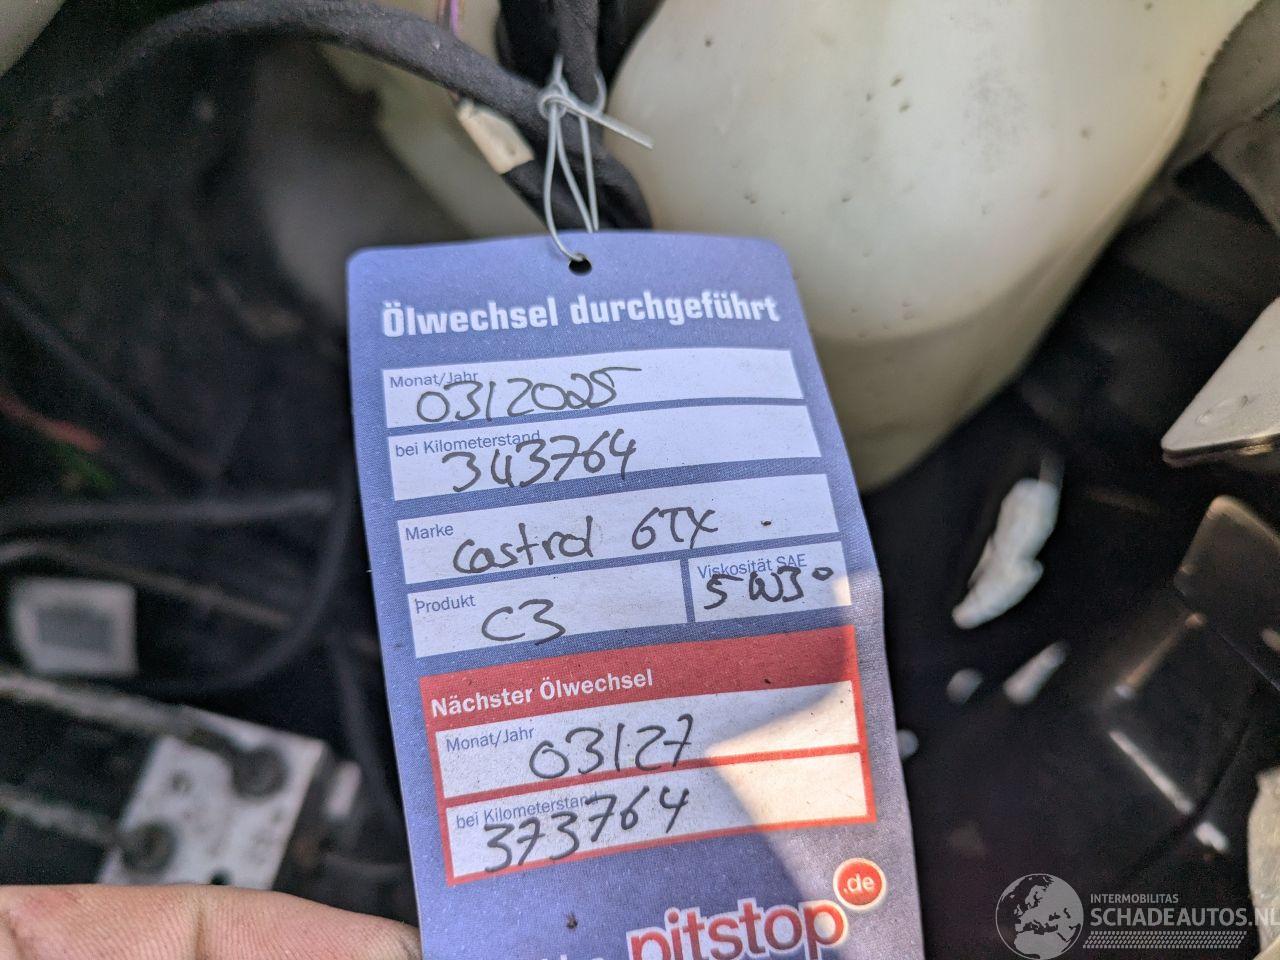 Ölwechsel durchgeführt
Monat/Jahr
03/2025
bei Kilometerstand
343764
Marke
Castrol GTX
Produkt
C3
Viskosität SAE
5W30
Nächster Ölwechsel
Monat/Jahr
03/27
bei Kilometerstand
373764
pitstop.de
INTERMOBILITAS
SCHADEAUTOS.NL